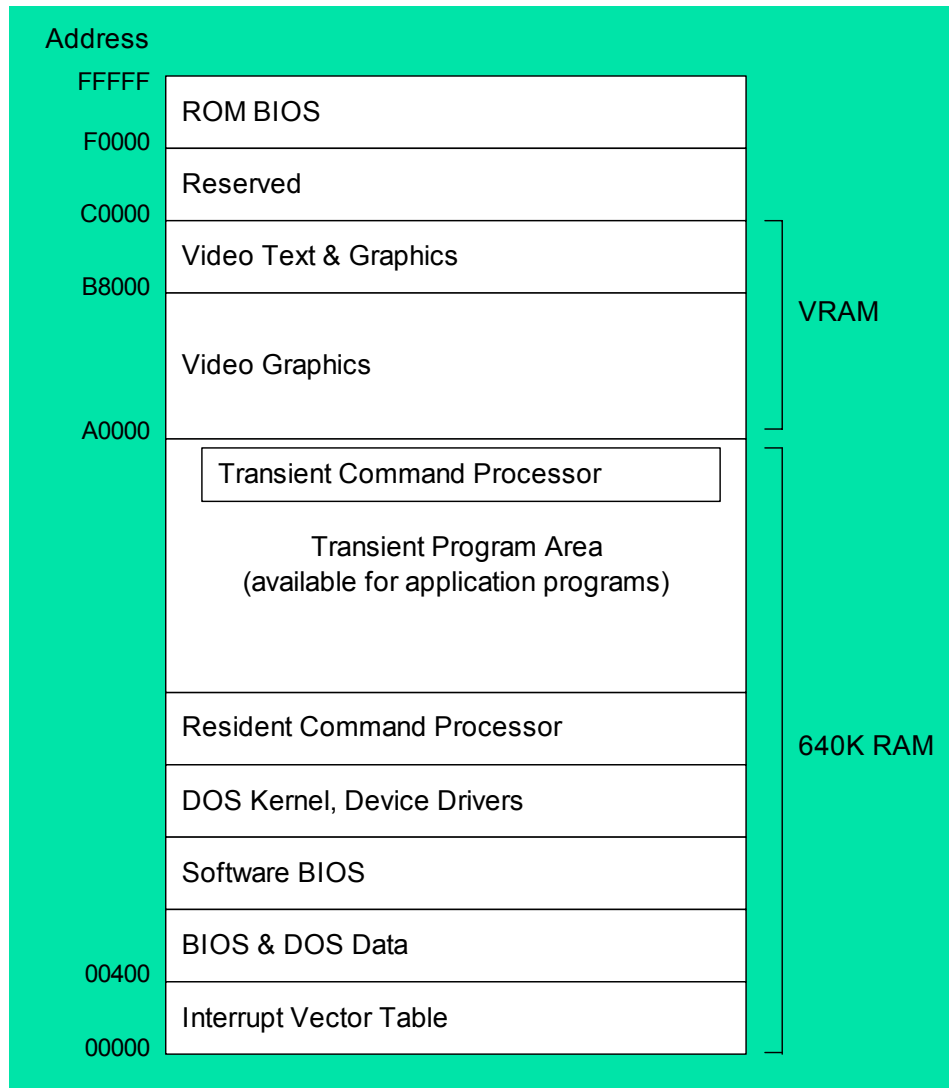 Address
FFFFF
ROM BIOS
F0000
Reserved
C0000
Video Text & Graphics
B8000
VRAM
Video Graphics
A0000
Transient Command Processor
Transient Program Area
(available for application programs)
Resident Command Processor
640K RAM
DOS Kernel, Device Drivers
Software BIOS
BIOS & DOS Data
00400
Interrupt Vector Table
00000